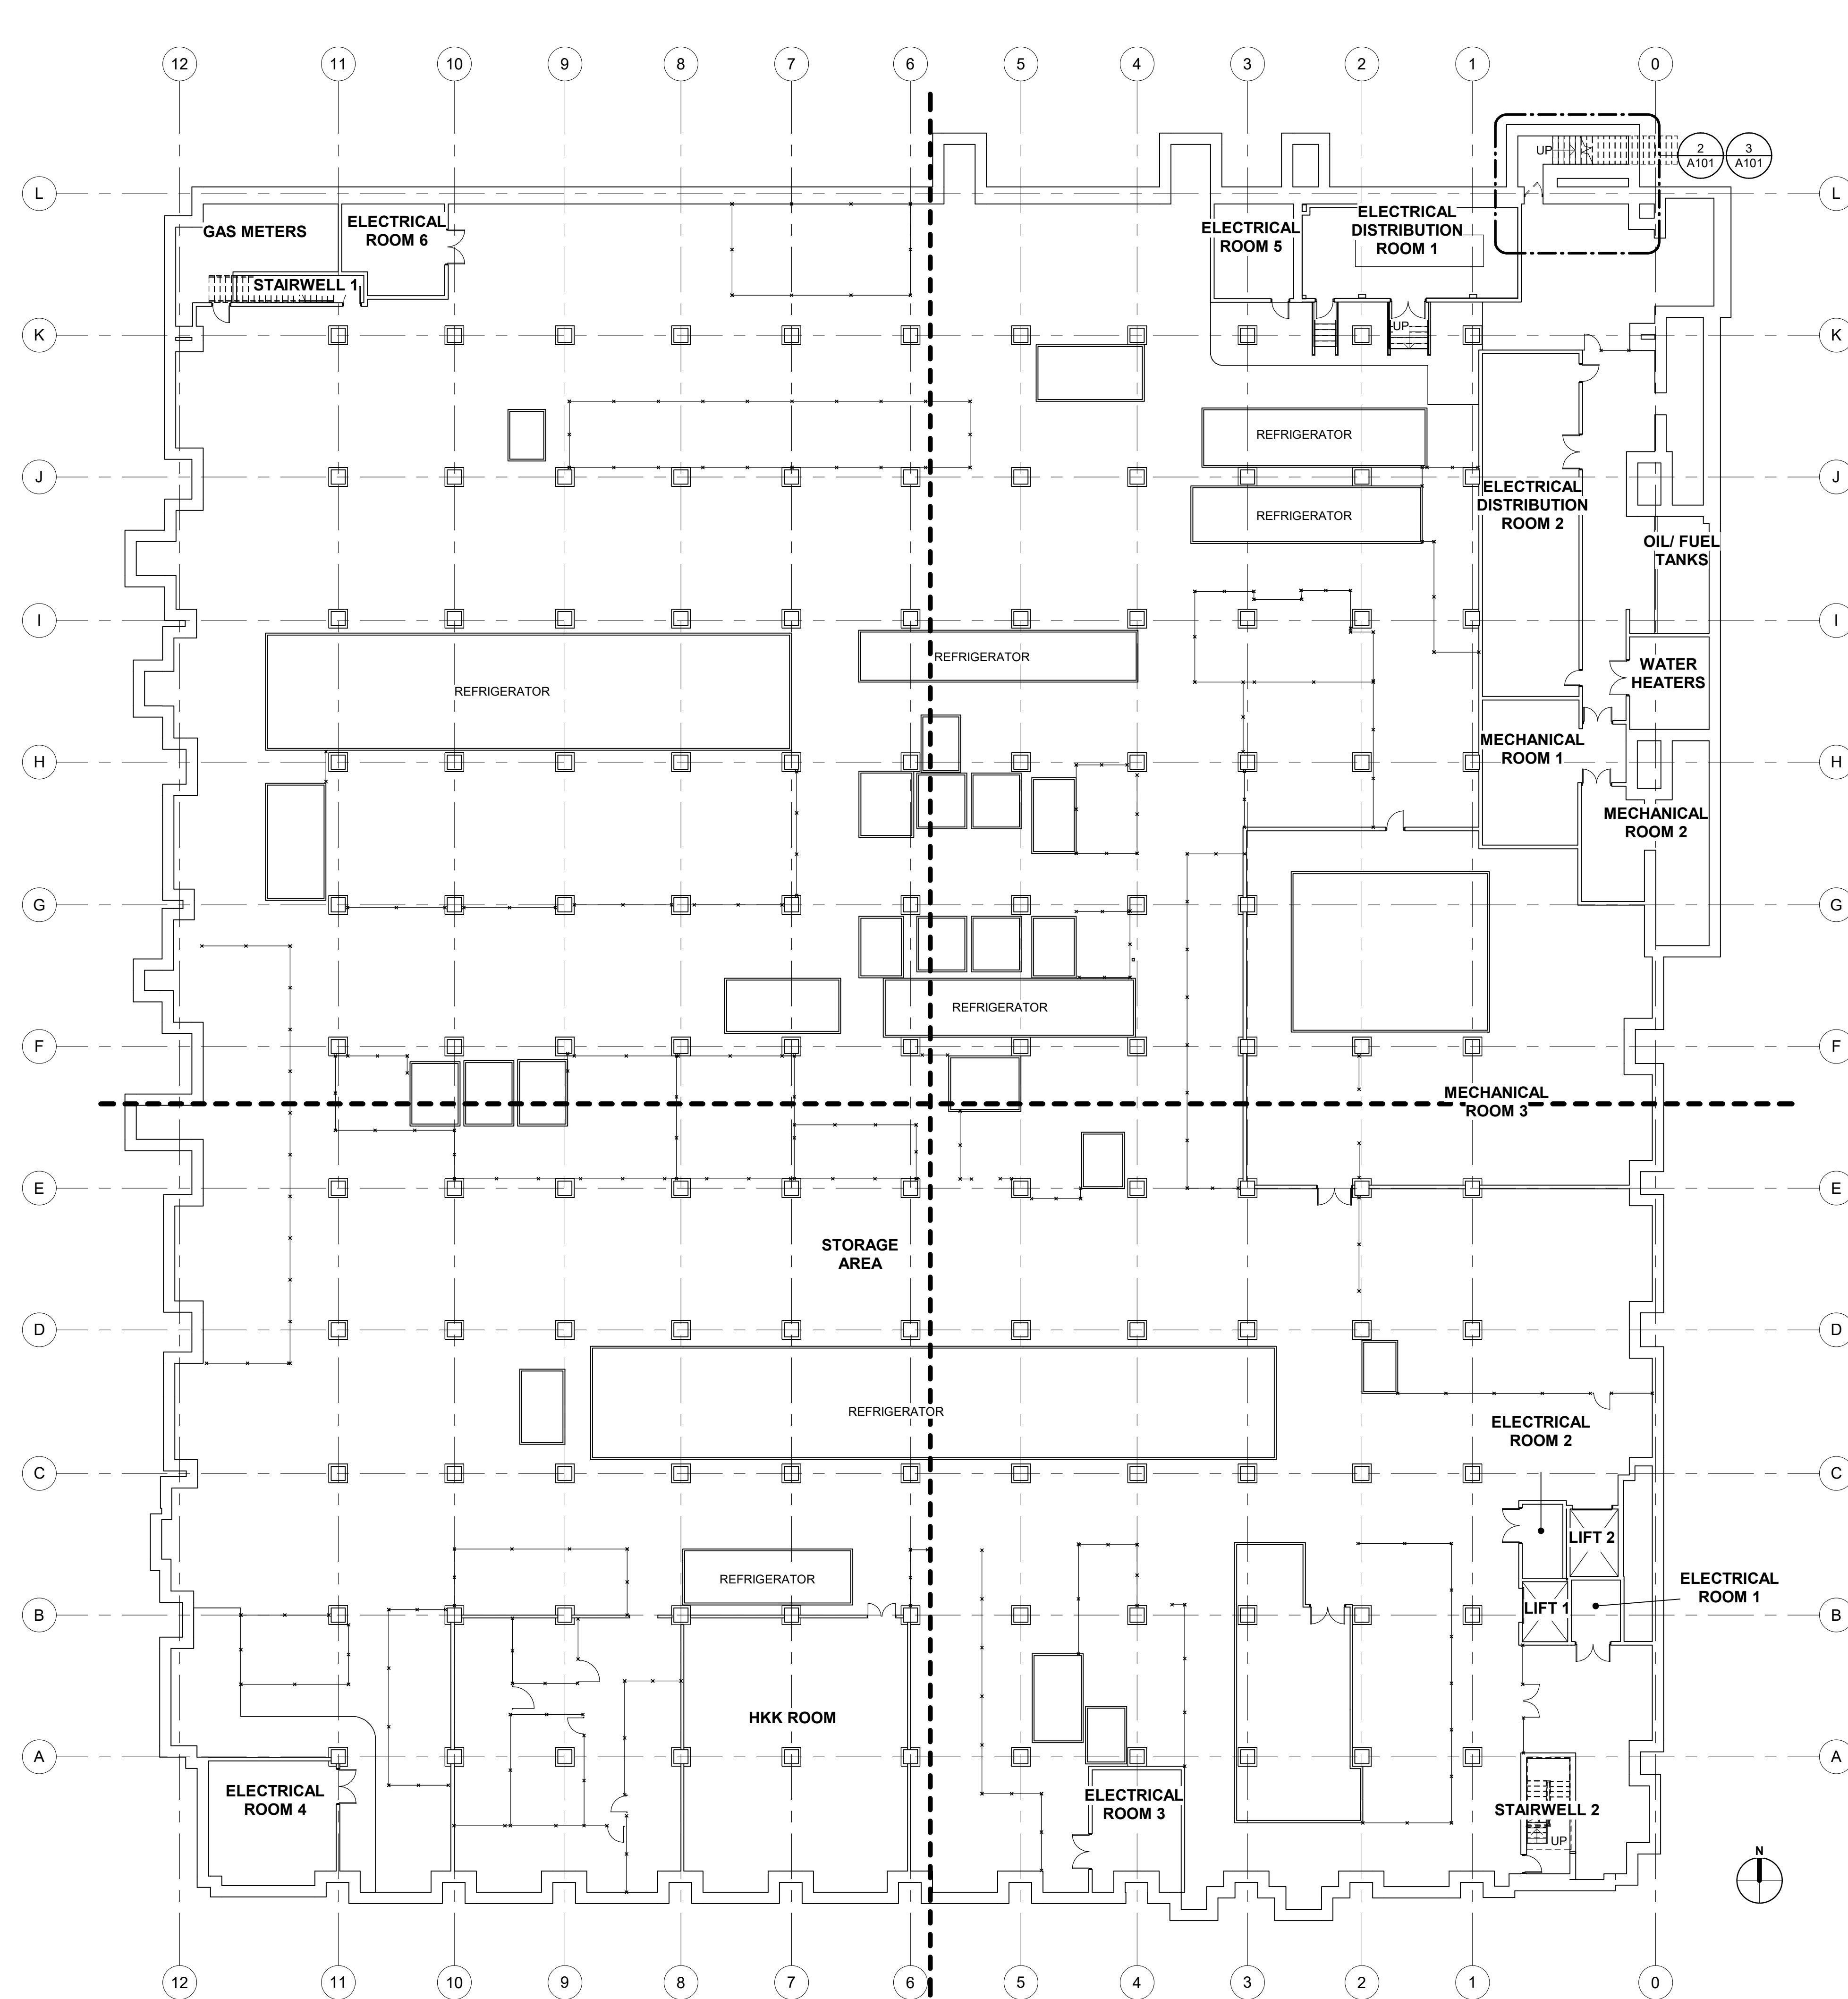 12 11 10 9 8 7 6 5 4 3 2 1 0
2
A101
3
A101
UP
L
L
GAS METERS
ELECTRICAL
ROOM 6
ELECTRICAL
ROOM 5
ELECTRICAL
DISTRIBUTION
ROOM 1
STAIRWELL 1
UP
K
K
REFRIGERATOR
J
J
ELECTRICAL
DISTRIBUTION
ROOM 2
REFRIGERATOR
OIL/ FUEL
TANKS
I
I
REFRIGERATOR
REFRIGERATOR
WATER
HEATERS
MECHANICAL
ROOM 1
H
H
MECHANICAL
ROOM 2
G
G
REFRIGERATOR
F
F
MECHANICAL
ROOM 3
E
E
STORAGE
AREA
D
D
REFRIGERATOR
ELECTRICAL
ROOM 2
C
C
LIFT 2
REFRIGERATOR
ELECTRICAL
ROOM 1
LIFT 1
B
B
HKK ROOM
A
A
ELECTRICAL
ROOM 4
ELECTRICAL
ROOM 3
STAIRWELL 2
UP
N
12 11 10 9 8 7 6 5 4 3 2 1 0